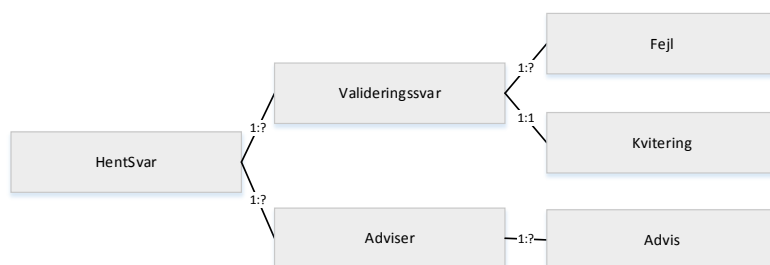 Fejl
1:?
Valideringssvar
1:1
1:?
Kvitering
HentSvar
1:?
Adviser
1:?
Advis